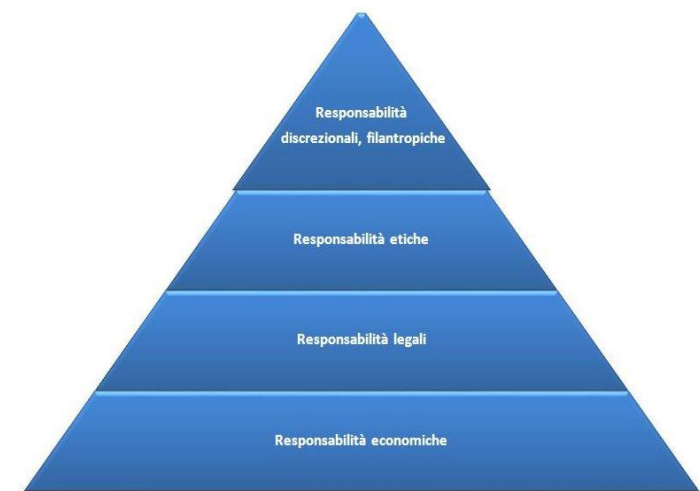 Responsabilità
discrezionali, filantropiche
Responsabilità etiche
Responsabilità legali
Responsabilità economiche